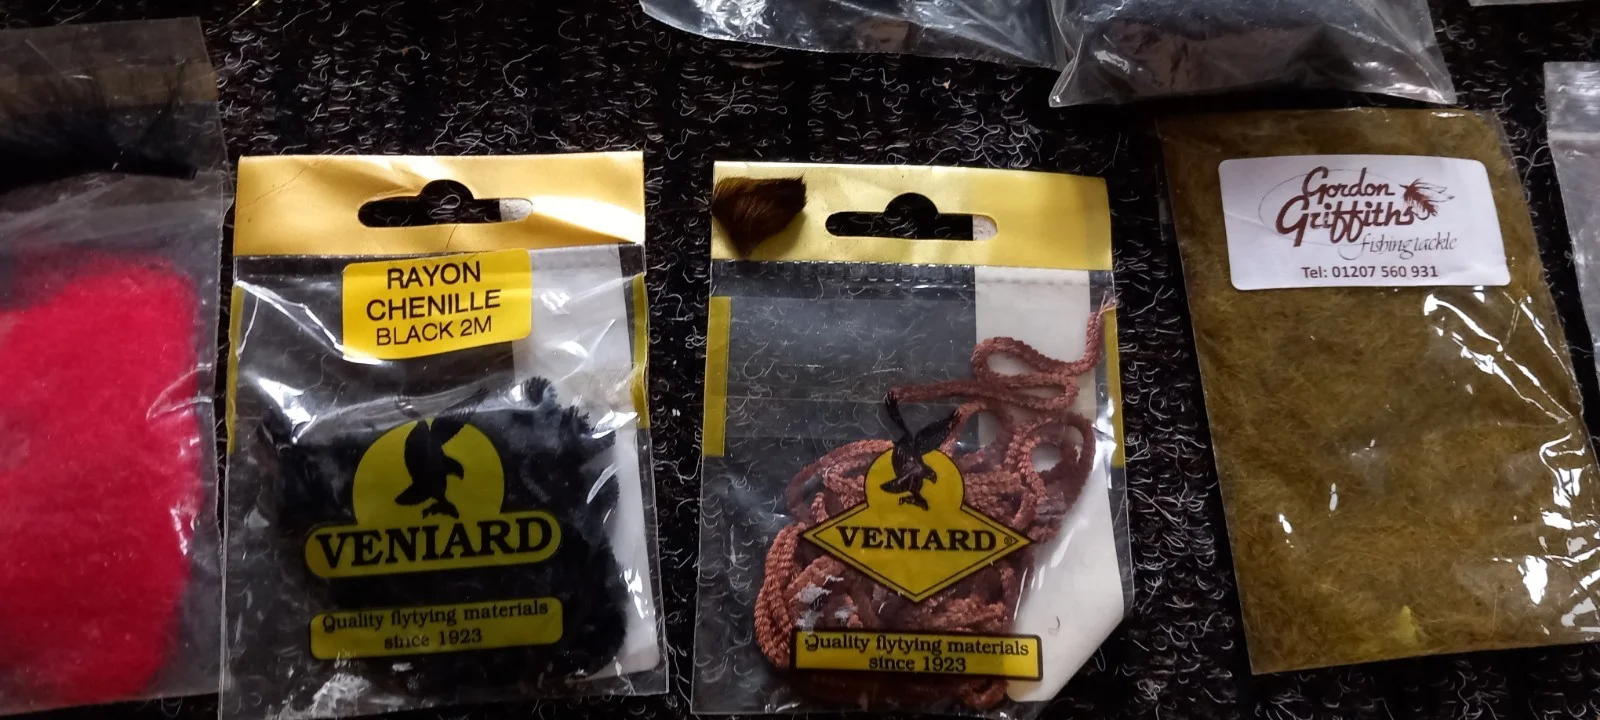 RAYON
CHENILLE
BLACK 2M
VENIARD
Quality flytying materials
since 1923
VENIARD ®
Quality flytying materials
since 1923
Gordon
Griffiths
fishing tackle
Tel: 01207 560 931